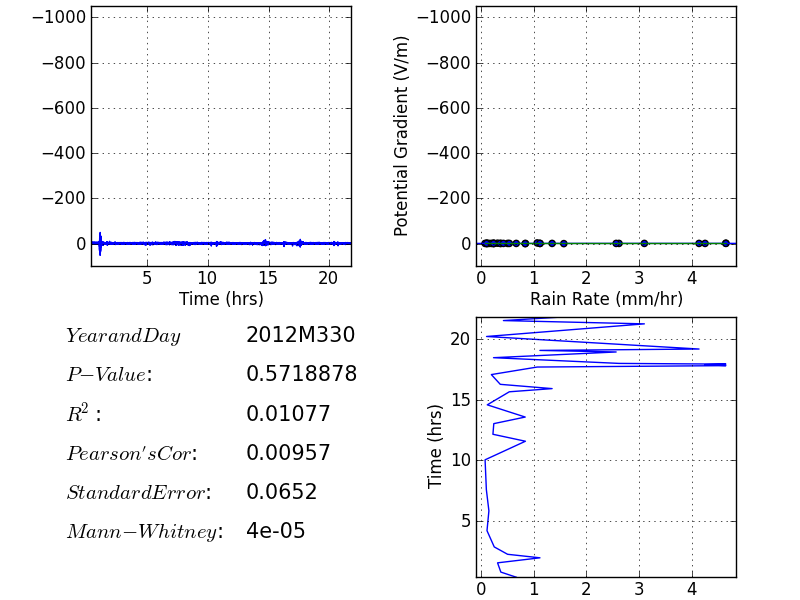 −1000
−800
−600
−400
−200
0
5 10 15 20
Time (hrs)
Potential Gradient (V/m)
−1000
−800
−600
−400
−200
0
0 1 2 3 4
Rain Rate (mm/hr)
YearandDay 2012M330
P−Value: 0.5718878
R² : 0.01077
Pearson'sCor: 0.00957
StandardError: 0.0652
Mann−Whitney: 4e-05
Time (hrs)
20
15
10
5
0 1 2 3 4